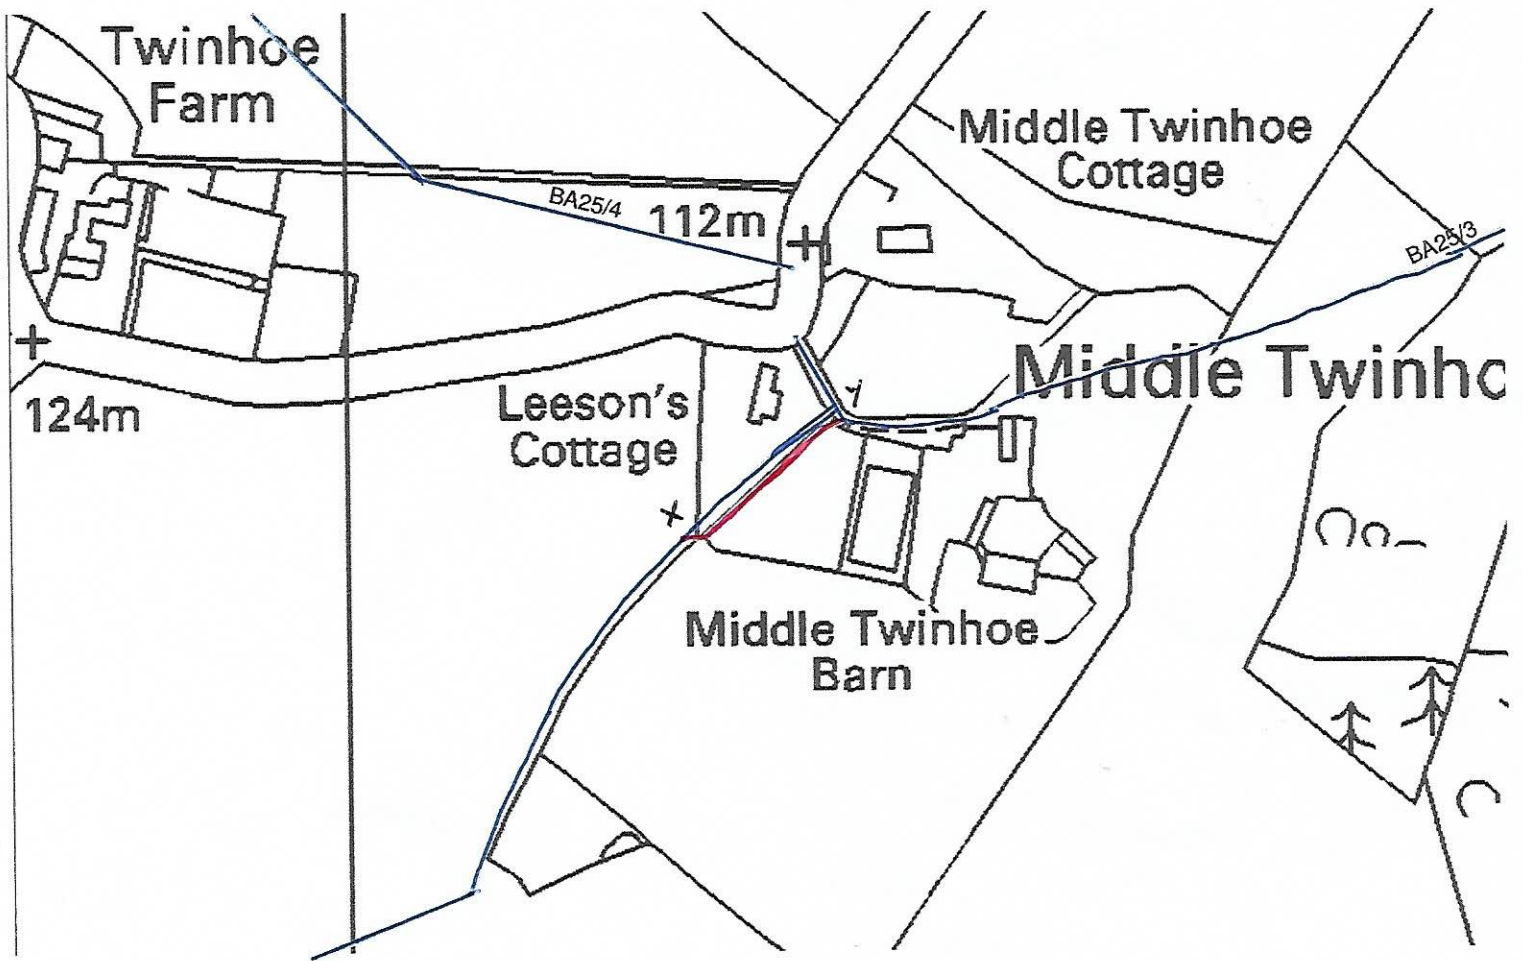 Twinhoe
Farm
BA25/4
112m
Middle Twinhoe
Cottage
BA25/3
124m
Leeson's
Cottage
Y
Middle Twinho
X
Middle Twinhoe
Barn